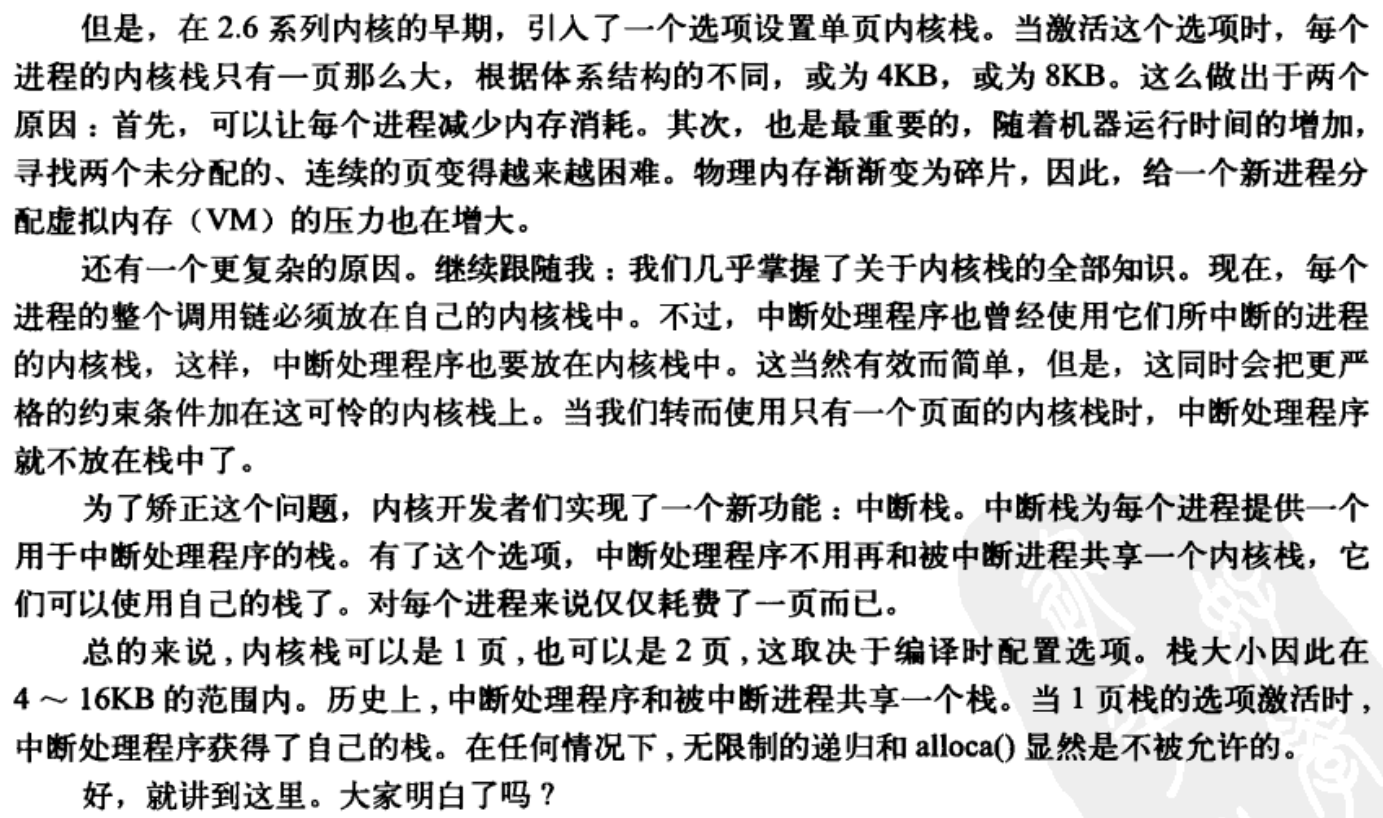 但是，在 2.6 系列内核的早期，引入了一个选项设置单页内核栈。当激活这个选项时，每个
进程的内核栈只有一页那么大，根据体系结构的不同，或为 4KB，或为 8KB。这么做出于两个
原因：首先，可以让每个进程减少内存消耗。其次，也是最重要的，随着机器运行时间的增加，
寻找两个未分配的、连续的页变得越来越困难。物理内存渐渐变为碎片，因此，给一个新进程分
配虚拟内存（VM）的压力也在增大。
还有一个更复杂的原因。继续跟随我：我们几乎掌握了关于内核栈的全部知识。现在，每个
进程的整个调用链必须放在自己的内核栈中。不过，中断处理程序也曾经使用它们所中断的进程
的内核栈，这样，中断处理程序也要放在内核栈中。这当然有效而简单，但是，这同时会把更严
格的约束条件加在这可怜的内核栈上。当我们转而使用只有一个页面的内核栈时，中断处理程序
就不放在栈中了。
为了矫正这个问题，内核开发者们实现了一个新功能：中断栈。中断栈为每个进程提供一个
用于中断处理程序的栈。有了这个选项，中断处理程序不用再和被中断进程共享一个内核栈，它
们可以使用自己的栈了。对每个进程来说仅仅耗费了一页而已。
总的来说，内核栈可以是 1 页，也可以是 2 页，这取决于编译时配置选项。栈大小因此在
4 ～ 16KB 的范围内。历史上，中断处理程序和被中断进程共享一个栈。当 1 页栈的选项激活时，
中断处理程序获得了自己的栈。在任何情况下，无限制的递归和 alloca() 显然是不被允许的。
好，就讲到这里。大家明白了吗？